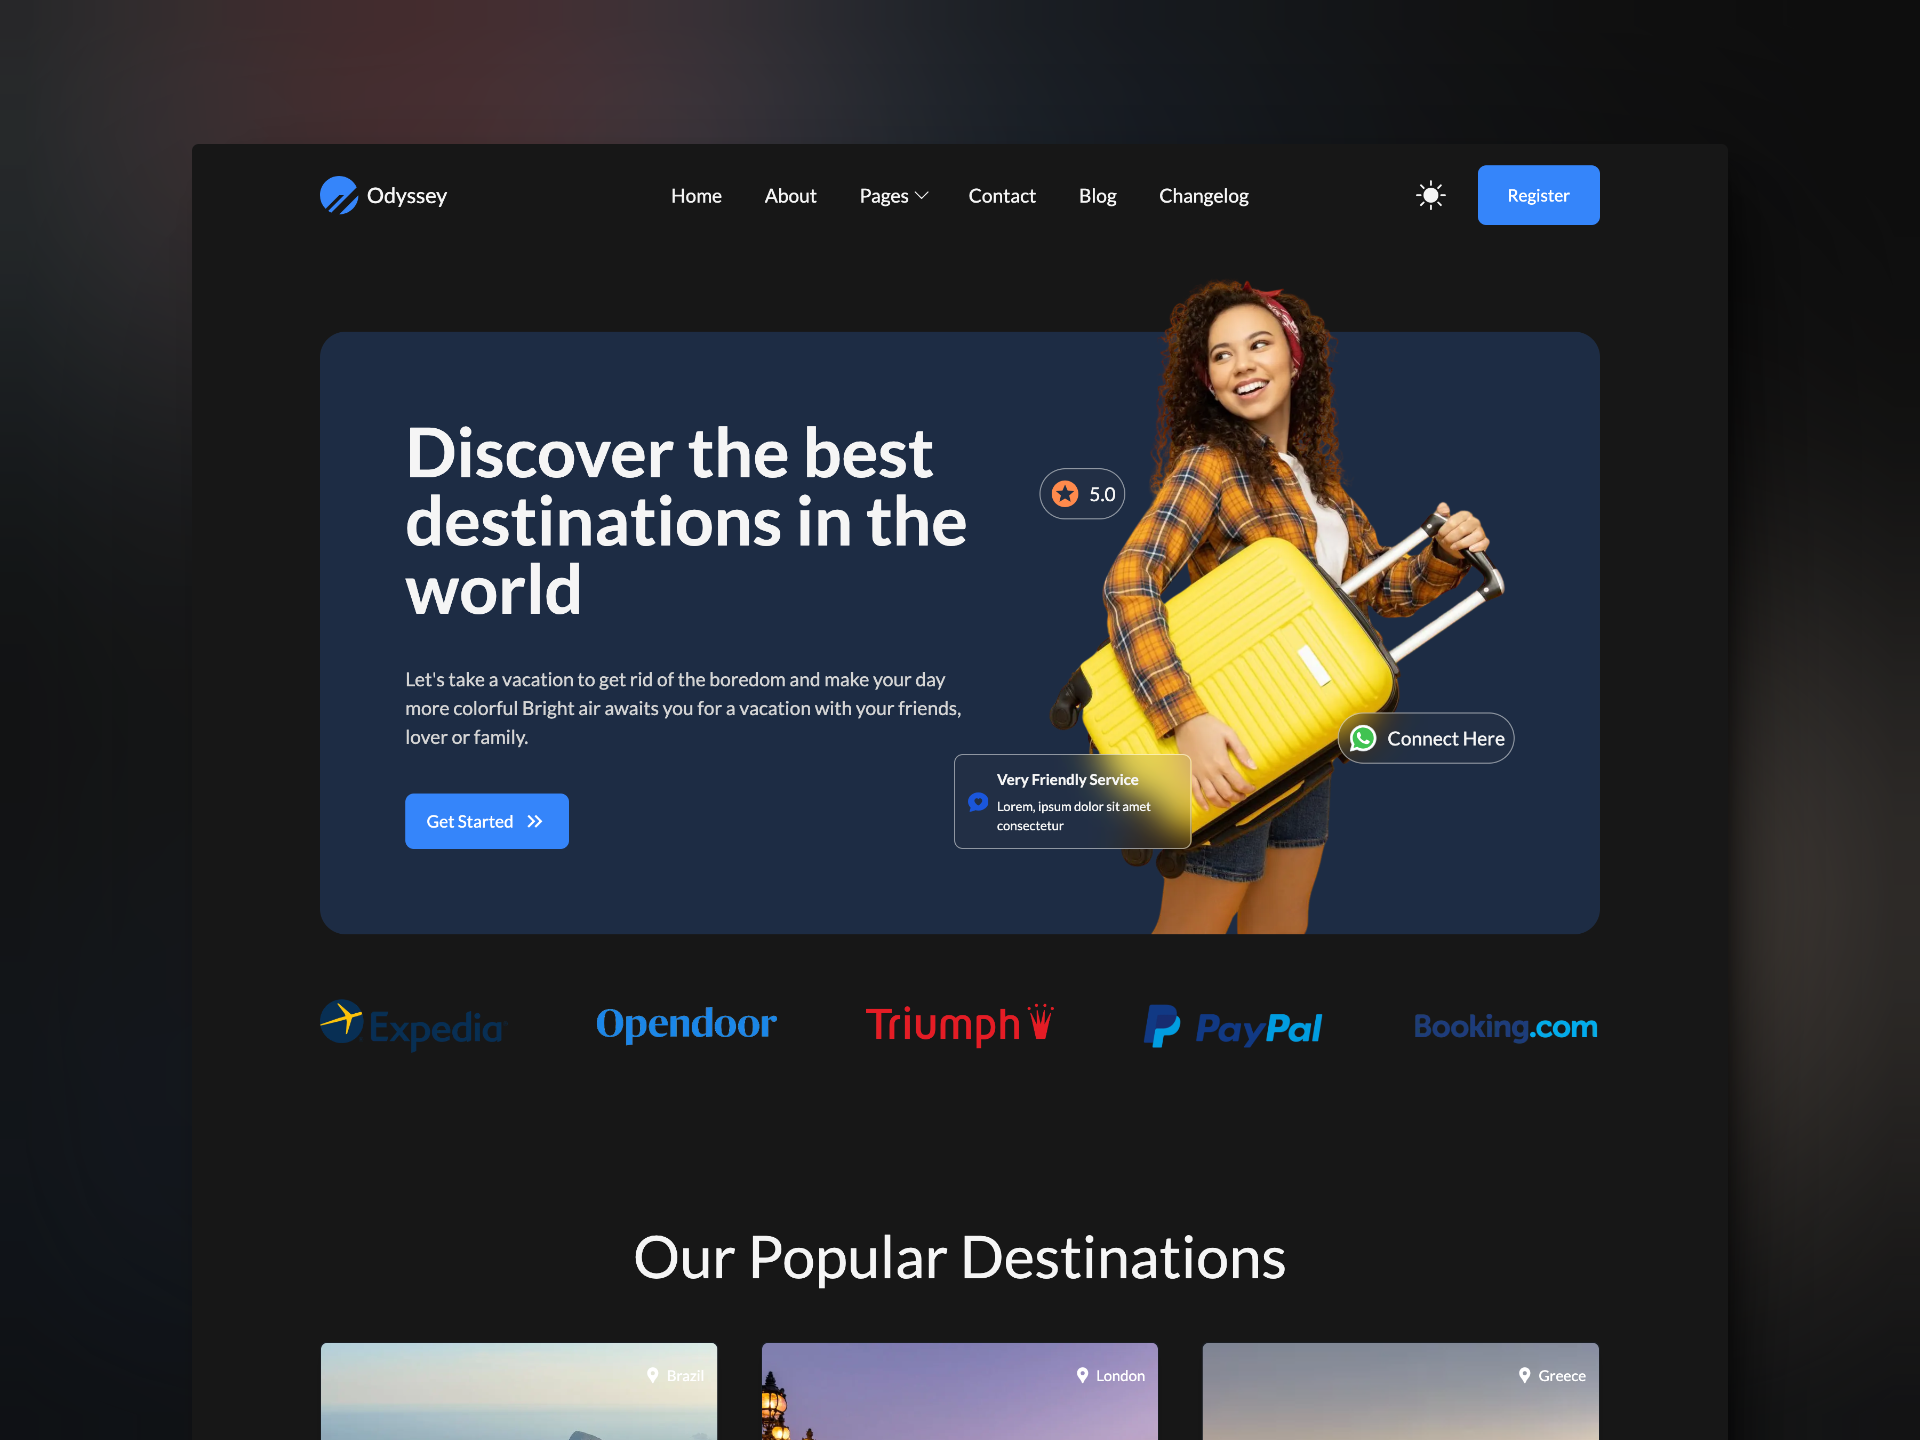 Odyssey
Home
About
Pages
Contact
Blog
Changelog
Register
Discover the best
destinations in the
world
Let's take a vacation to get rid of the boredom and make your day
more colorful Bright air awaits you for a vacation with your friends,
lover or family.
Get Started
5.0
Connect Here
Very Friendly Service
Lorem, ipsum dolor sit amet
consectetur
Expedia
Opendoor
Triumph
PayPal
Booking.com
Our Popular Destinations
Brazil
London
Greece